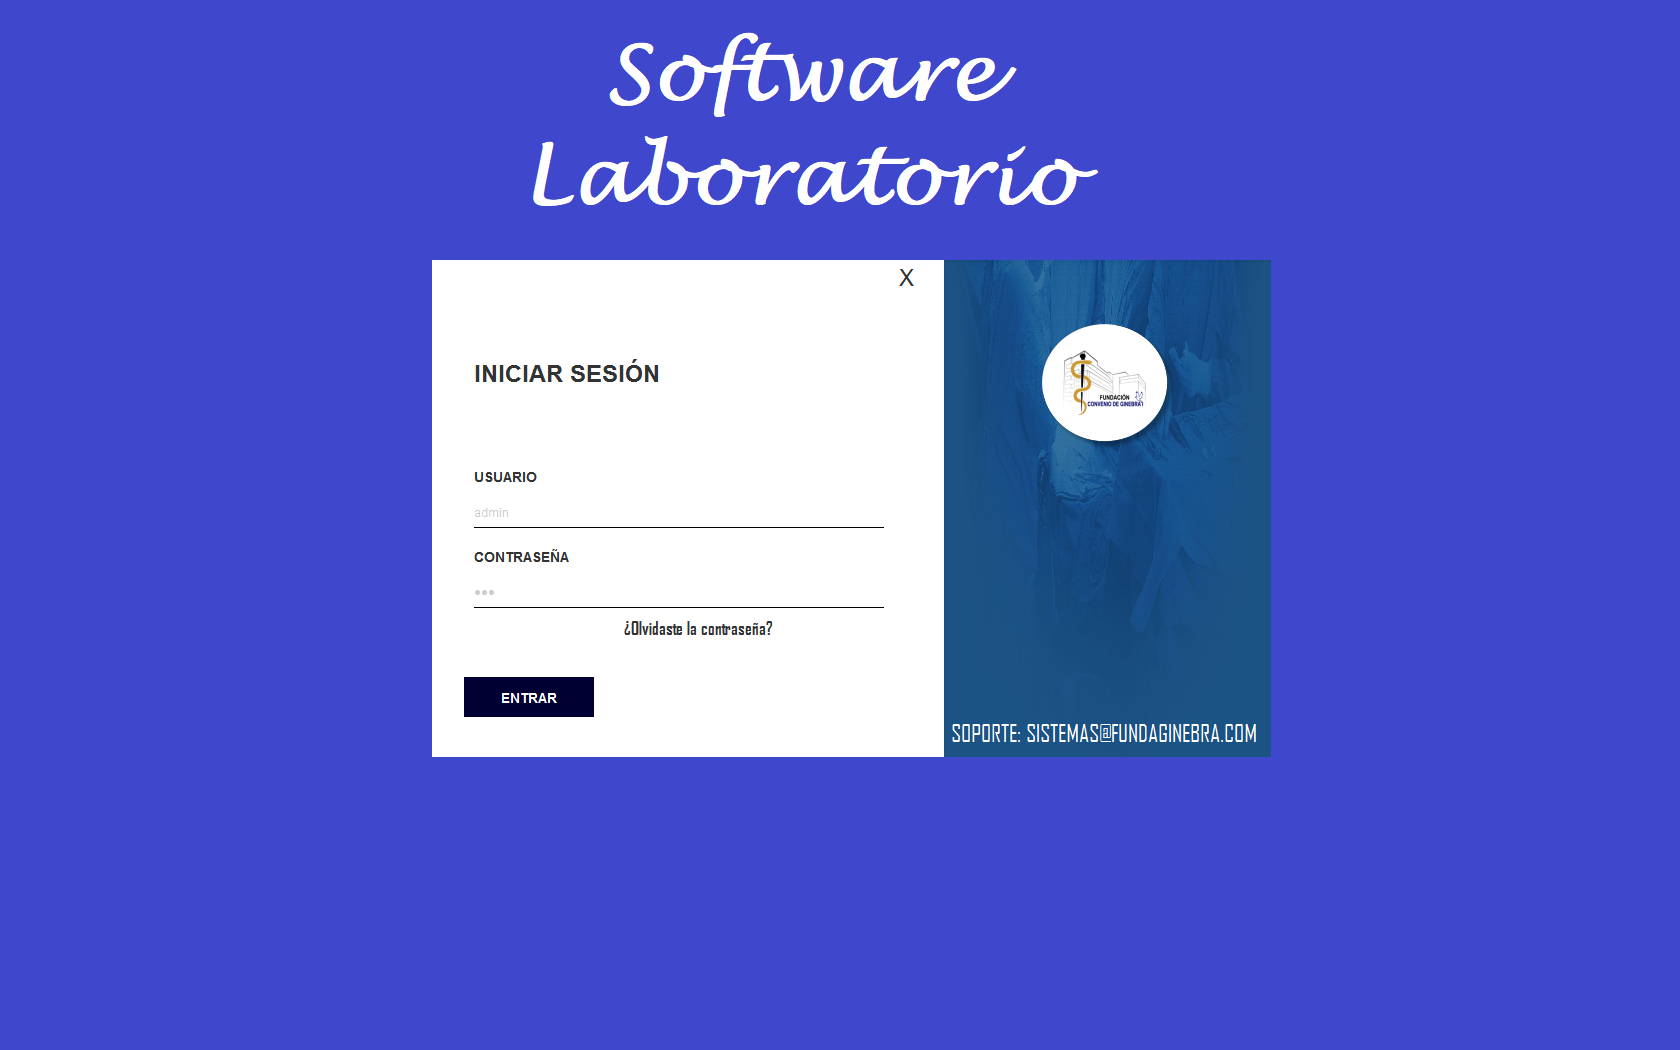 Software
Laboratorio
X
INICIAR SESIÓN
USUARIO
admin
CONTRASEÑA
¿Olvidaste la contraseña?
ENTRAR
FUNDACIÓN
CONVENIO DE GINEBRA
SOPORTE: SISTEMAS@FUNDAGINEBRA.COM